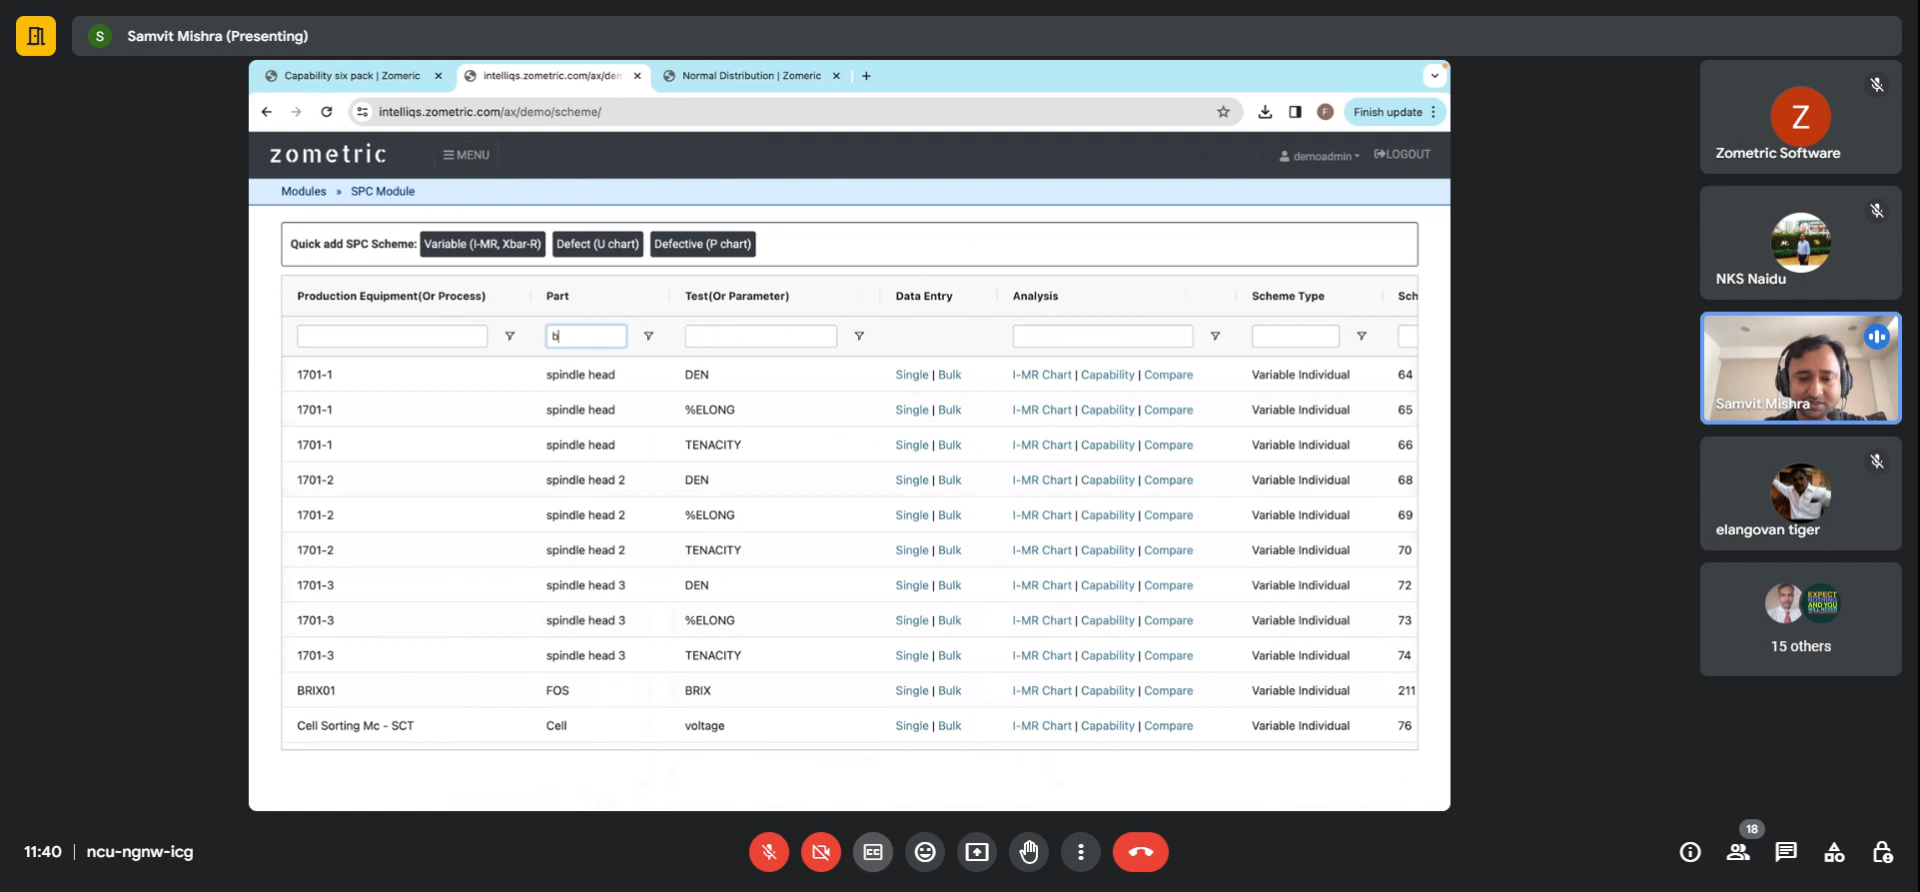 S Samvit Mishra (Presenting)
Capability six pack | Zomeric
intelliqs.zometric.com/ax/den
Normal Distribution | Zomeric
intelliqs.zometric.com/ax/demo/scheme/
F
Finish update
zometric
MENU
demoadmin
LOGOUT
Modules » SPC Module
Quick add SPC Scheme: Variable (I-MR, Xbar-R) Defect (U chart) Defective (P chart)
Production Equipment(Or Process) Part Test(Or Parameter) Data Entry Analysis Scheme Type Sch
b
1701-1 spindle head DEN Single | Bulk I-MR Chart | Capability | Compare Variable Individual 64
1701-1 spindle head %ELONG Single | Bulk I-MR Chart | Capability | Compare Variable Individual 65
1701-1 spindle head TENACITY Single | Bulk I-MR Chart | Capability | Compare Variable Individual 66
1701-2 spindle head 2 DEN Single | Bulk I-MR Chart | Capability | Compare Variable Individual 68
1701-2 spindle head 2 %ELONG Single | Bulk I-MR Chart | Capability | Compare Variable Individual 69
1701-2 spindle head 2 TENACITY Single | Bulk I-MR Chart | Capability | Compare Variable Individual 70
1701-3 spindle head 3 DEN Single | Bulk I-MR Chart | Capability | Compare Variable Individual 72
1701-3 spindle head 3 %ELONG Single | Bulk I-MR Chart | Capability | Compare Variable Individual 73
1701-3 spindle head 3 TENACITY Single | Bulk I-MR Chart | Capability | Compare Variable Individual 74
BRIX01 FOS BRIX Single | Bulk I-MR Chart | Capability | Compare Variable Individual 211
Cell Sorting Mc - SCT Cell voltage Single | Bulk I-MR Chart | Capability | Compare Variable Individual 76
Z
Zometric Software
NKS Naidu
Samvit Mishra
elangovan tiger
EXPECT
NOTHING
AND YOU
WILL NEVER
15 others
11:40 | ncu-ngnw-icg
18